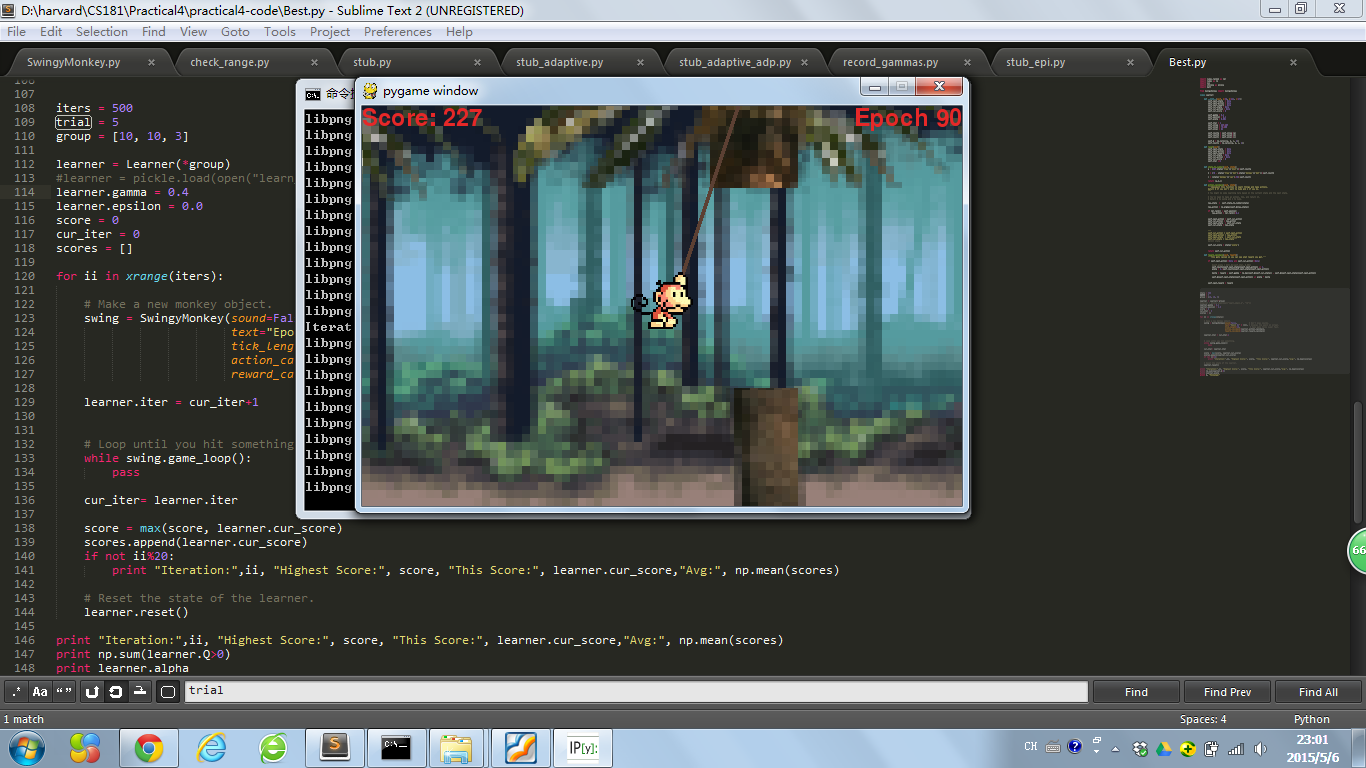 D:\harvard\CS181\Practical4\practical4-code\Best.py - Sublime Text 2 (UNREGISTERED)
File Edit Selection Find View Goto Tools Project Preferences Help
SwingyMonkey.py check_range.py stub.py stub_adaptive.py stub_adaptive_adp.py record_gammas.py stub_epi.py Best.py
pygame window
Score: 227 Epoch 90
107
108 iters = 500
109 trial = 5
110 group = [10, 10, 3]
111
112 learner = Learner(*group)
113 #learner = pickle.load(open("lear
114 learner.gamma = 0.4
115 learner.epsilon = 0.0
116 score = 0
117 cur_iter = 0
118 scores = []
119
120 for ii in xrange(iters):
121
122 # Make a new monkey object.
123 swing = SwingyMonkey(sound=Fal
124 text="Epo
125 tick_leng
126 action_ca
127 reward_ca
128
129 learner.iter = cur_iter+1
130
131
132 # Loop until you hit something
133 while swing.game_loop():
134 pass
135
136 cur_iter= learner.iter
137
138 score = max(score, learner.cur_score)
139 scores.append(learner.cur_score)
140 if not ii%20:
141 print "Iteration:",ii, "Highest Score:", score, "This Score:", learner.cur_score,"Avg:", np.mean(scores)
142
143 # Reset the state of the learner.
144 learner.reset()
145
146 print "Iteration:",ii, "Highest Score:", score, "This Score:", learner.cur_score,"Avg:", np.mean(scores)
147 print np.sum(learner.Q>0)
148 print learner.alpha
命令
libpng
libpng
libpng
libpng
libpng
libpng
libpng
libpng
libpng
libpng
libpng
libpng
libpng
Iterat
libpng
libpng
libpng
libpng
libpng
libpng
libpng
libpng
libpng
libpng
trial
Find Find Prev Find All
1 match Spaces: 4 Python
66
IP[y]:
CH
23:01
2015/5/6